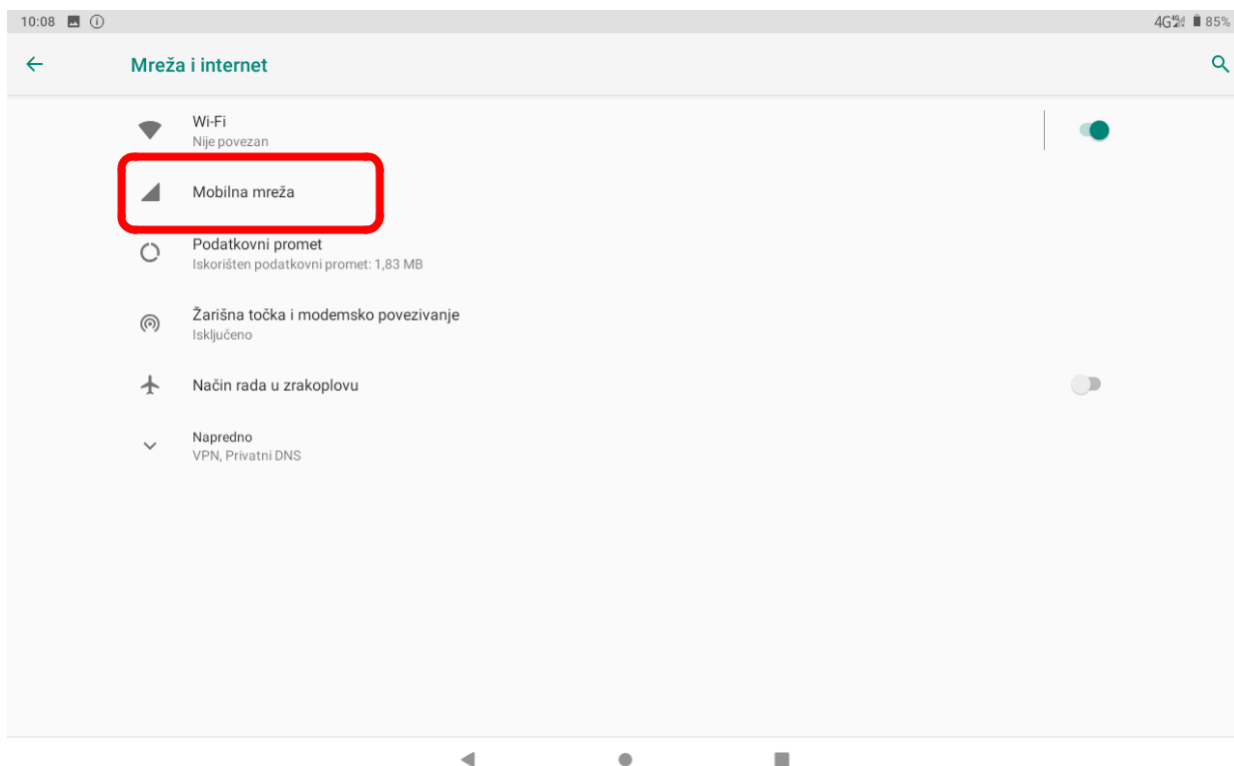 10:08
4G 85%
Mreža i internet
Wi-Fi
Nije povezan
Mobilna mreža
Podatkovni promet
Iskorišten podatkovni promet: 1,83 MB
Žarišna točka i modemsko povezivanje
Isključeno
Način rada u zrakoplovu
Napredno
VPN, Privatni DNS